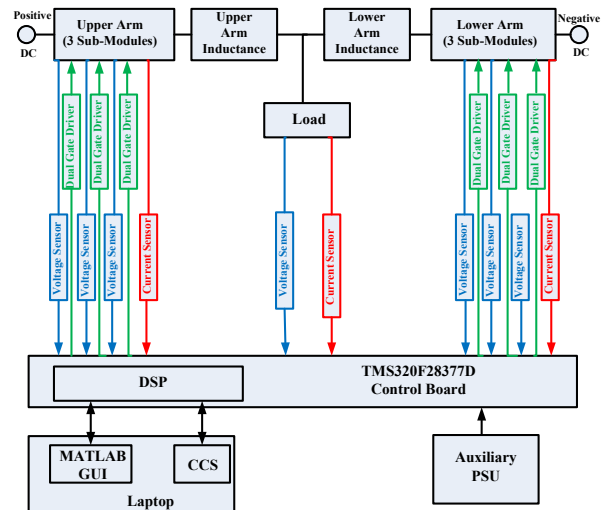 Positive
DC
Upper Arm
(3 Sub-Modules)
Upper
Arm
Inductance
Lower
Arm
Inductance
Lower Arm
(3 Sub-Modules)
Negative
DC
Load
Dual Gate Driver
Dual Gate Driver
Dual Gate Driver
Dual Gate Driver
Dual Gate Driver
Dual Gate Driver
Voltage Sensor
Voltage Sensor
Voltage Sensor
Current Sensor
Voltage Sensor
Current Sensor
Voltage Sensor
Voltage Sensor
Voltage Sensor
Current Sensor
TMS320F28377D
Control Board
DSP
MATLAB
GUI
CCS
Laptop
Auxiliary
PSU